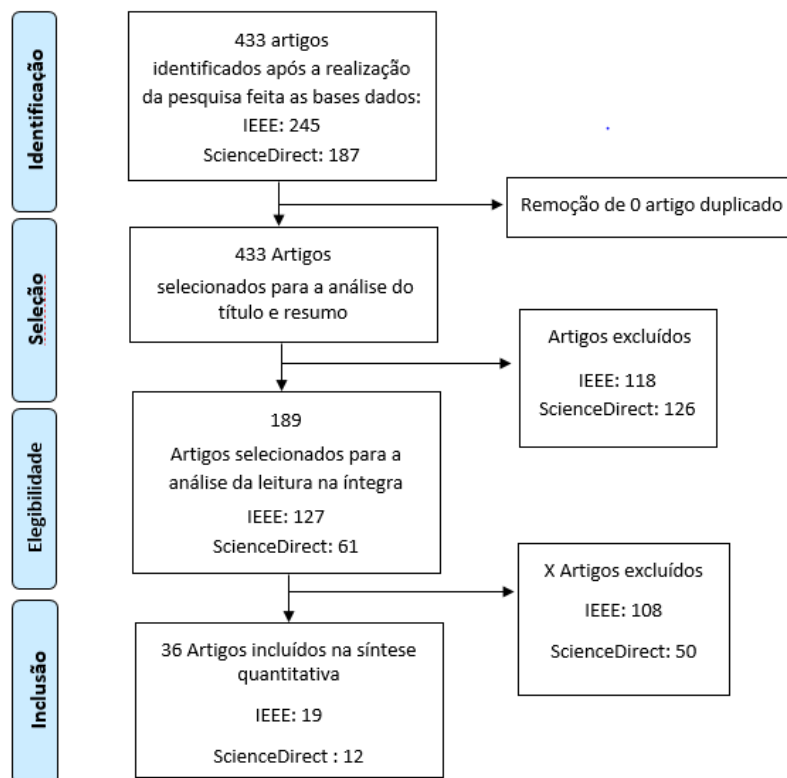 Identificação
433 artigos
identificados após a realização
da pesquisa feita as bases dados:
IEEE: 245
ScienceDirect: 187
Remoção de 0 artigo duplicado
Seleção
433 Artigos
selecionados para a análise do
título e resumo
Artigos excluídos
IEEE: 118
ScienceDirect: 126
Elegibilidade
189
Artigos selecionados para a
análise da leitura na íntegra
IEEE: 127
ScienceDirect: 61
X Artigos excluídos
IEEE: 108
ScienceDirect: 50
Inclusão
36 Artigos incluídos na síntese
quantitativa
IEEE: 19
ScienceDirect : 12